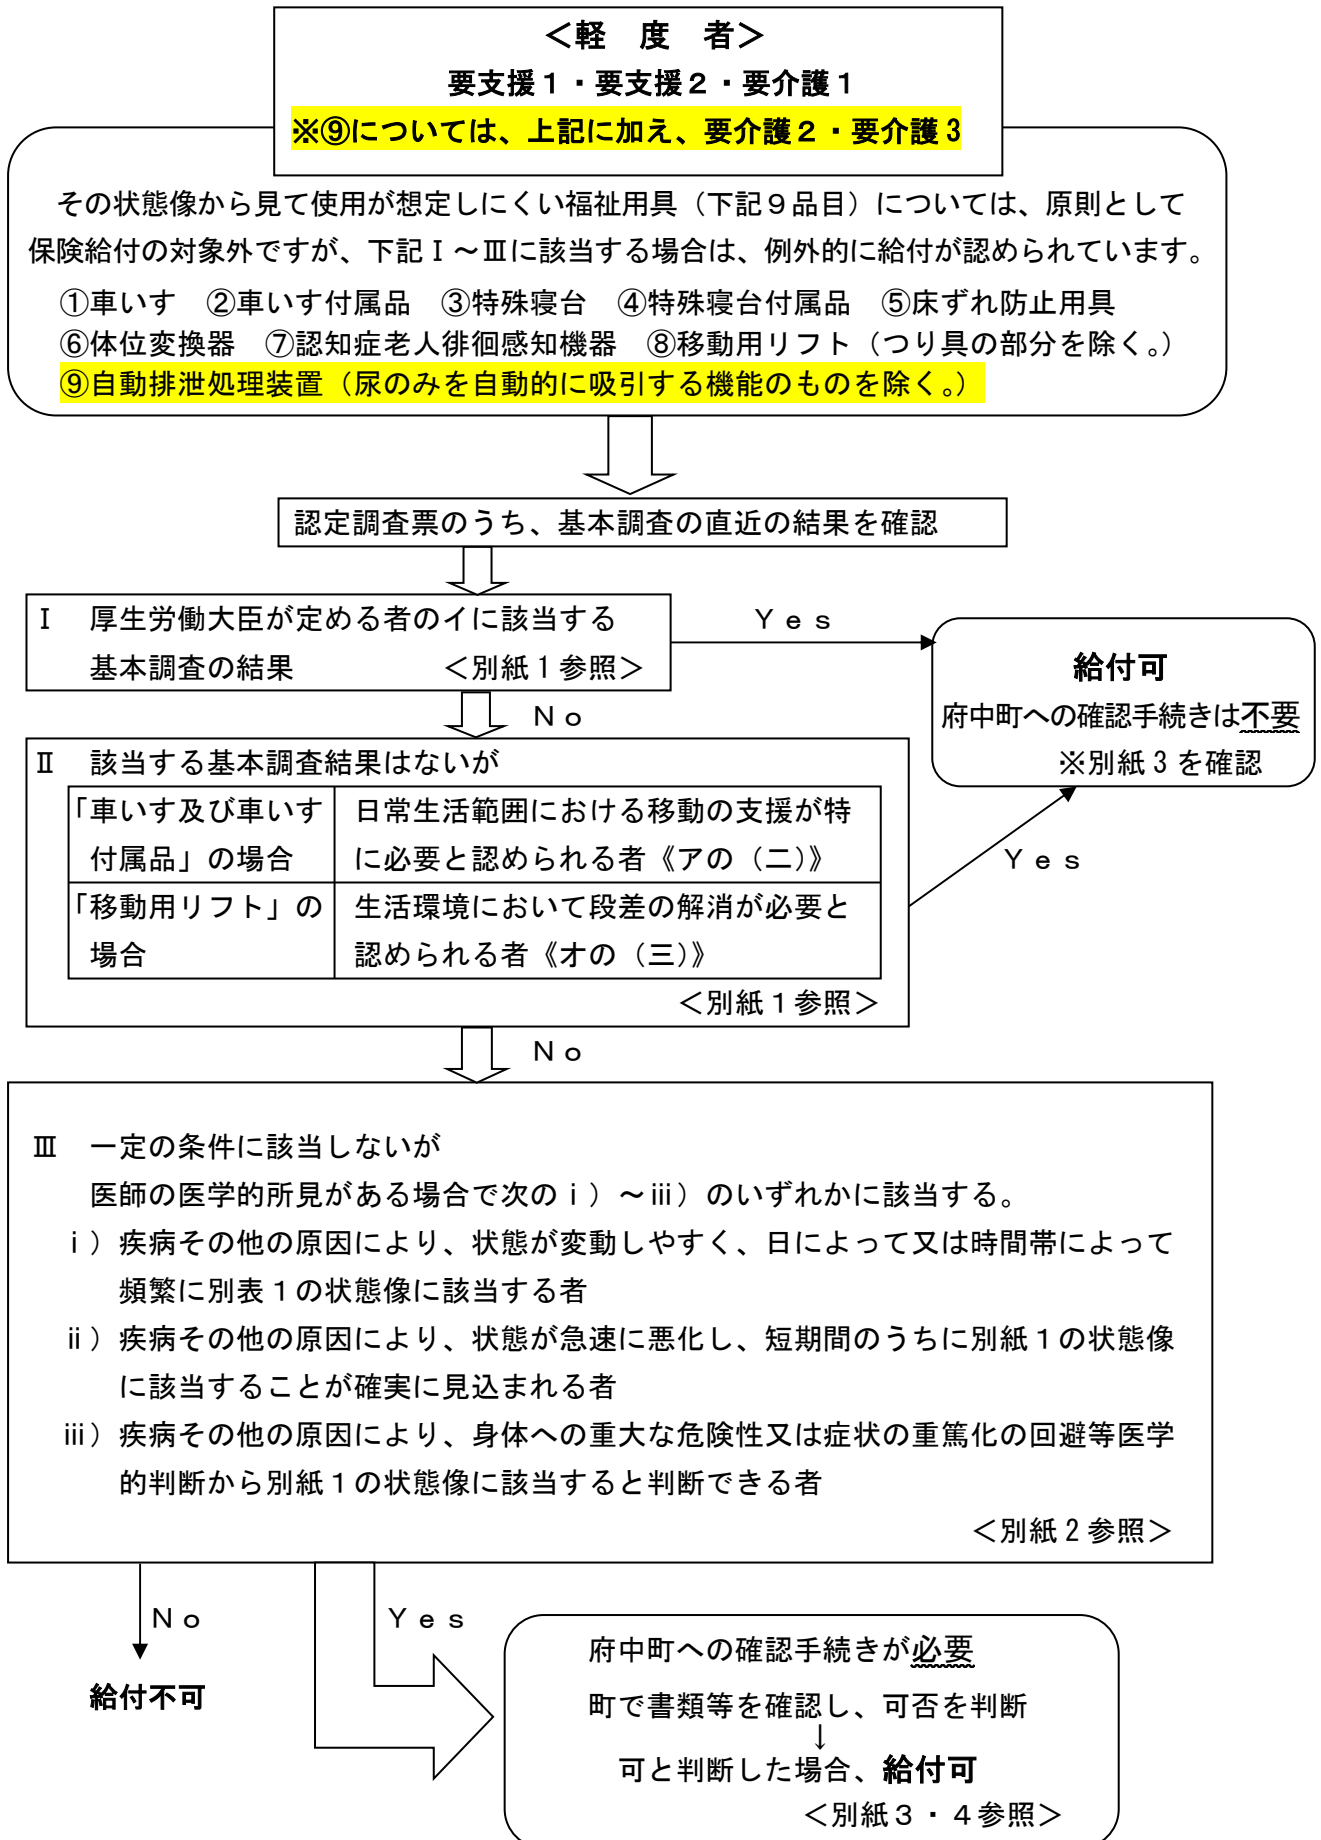 ＜軽　度　者＞
要支援１・要支援２・要介護１
※⑨については、上記に加え、要介護２・要介護３
その状態像から見て使用が想定しにくい福祉用具（下記９品目）については、原則として
保険給付の対象外ですが、下記Ⅰ～Ⅲに該当する場合は、例外的に給付が認められています。
①車いす　②車いす付属品　③特殊寝台　④特殊寝台付属品　⑤床ずれ防止用具
⑥体位変換器　⑦認知症老人徘徊感知機器　⑧移動用リフト（つり具の部分を除く。）
⑨自動排泄処理装置（尿のみを自動的に吸引する機能のものを除く。）
認定調査票のうち、基本調査の直近の結果を確認
Ⅰ　厚生労働大臣が定める者のイに該当する
基本調査の結果　　　　　＜別紙１参照＞
Ｙｅｓ
給付可
府中町への確認手続きは不要
※別紙３を確認
Ｎｏ
Ⅱ　該当する基本調査結果はないが
「車いす及び車いす
付属品」の場合
日常生活範囲における移動の支援が特
に必要と認められる者《アの（二）》
Ｙｅｓ
「移動用リフト」の
場合
生活環境において段差の解消が必要と
認められる者《オの（三）》
＜別紙１参照＞
Ｎｏ
Ⅲ　一定の条件に該当しないが
医師の医学的所見がある場合で次のⅰ）～ⅲ）のいずれかに該当する。
ⅰ）疾病その他の原因により、状態が変動しやすく、日によって又は時間帯によって
頻繁に別表１の状態像に該当する者
ⅱ）疾病その他の原因により、状態が急速に悪化し、短期間のうちに別紙１の状態像
に該当することが確実に見込まれる者
ⅲ）疾病その他の原因により、身体への重大な危険性又は症状の重篤化の回避等医学
的判断から別紙１の状態像に該当すると判断できる者
＜別紙２参照＞
Ｎｏ
Ｙｅｓ
給付不可
府中町への確認手続きが必要
町で書類等を確認し、可否を判断
↓
可と判断した場合、給付可
＜別紙３・４参照＞